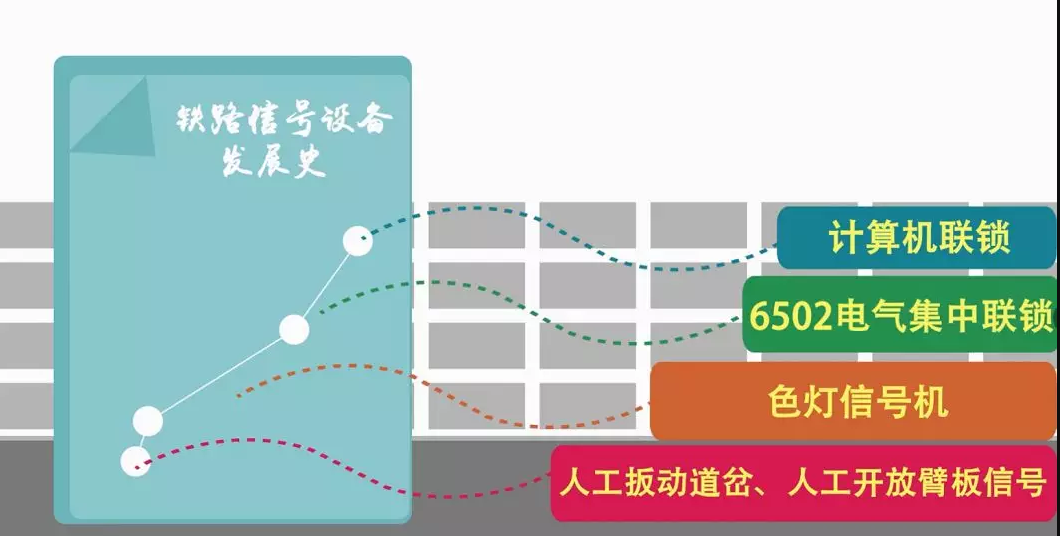 铁路信号设备
发展史
计算机联锁
6502电气集中联锁
色灯信号机
人工扳动道岔、人工开放臂板信号